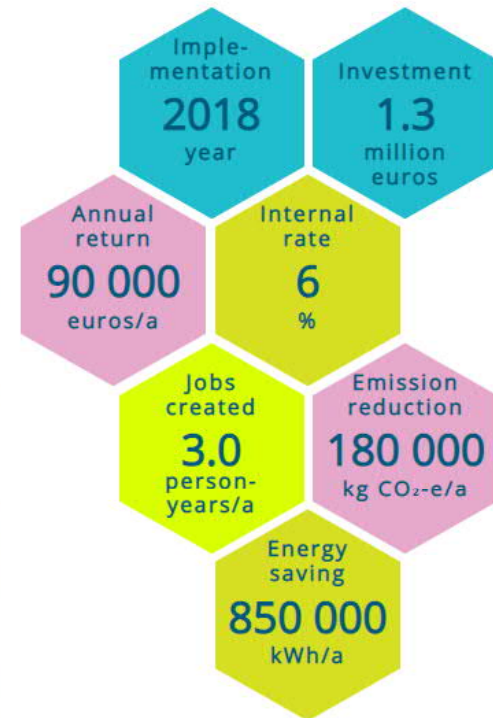 Imple-
mentation
2018
year
Investment
1.3
million
euros
Annual
return
90 000
euros/a
Internal
rate
6
%
Jobs
created
3.0
person-
years/a
Emission
reduction
180 000
kg CO₂-e/a
Energy
saving
850 000
kWh/a